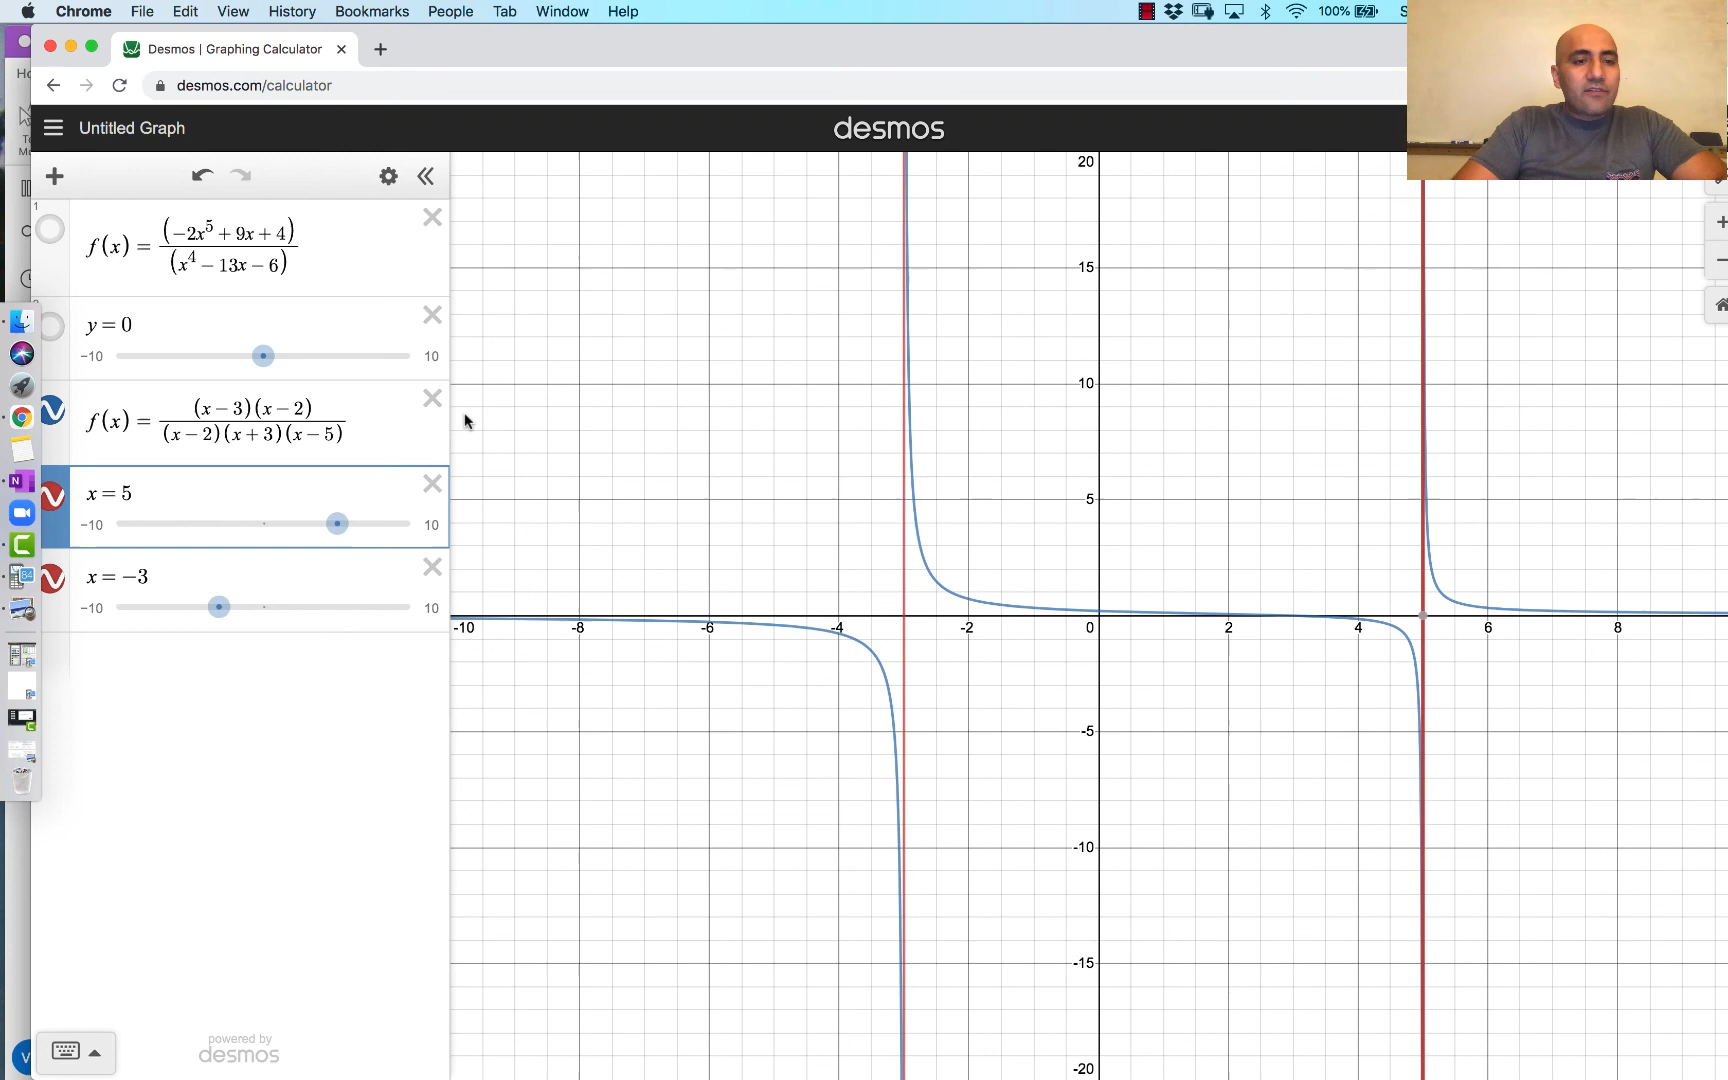 Chrome File Edit View History Bookmarks People Tab Window Help
100%
Desmos | Graphing Calculator
desmos.com/calculator
Untitled Graph
desmos
1
f(x) = (-2x^5 + 9x + 4) / (x^4 - 13x - 6)
y = 0
-10 10
f(x) = (x - 3)(x - 2) / (x - 2)(x + 3)(x - 5)
x = 5
-10 10
x = -3
-10 10
powered by
desmos
20
15
10
5
-10 -8 -6 -4 -2 0 2 4 6 8
-5
-10
-15
-20